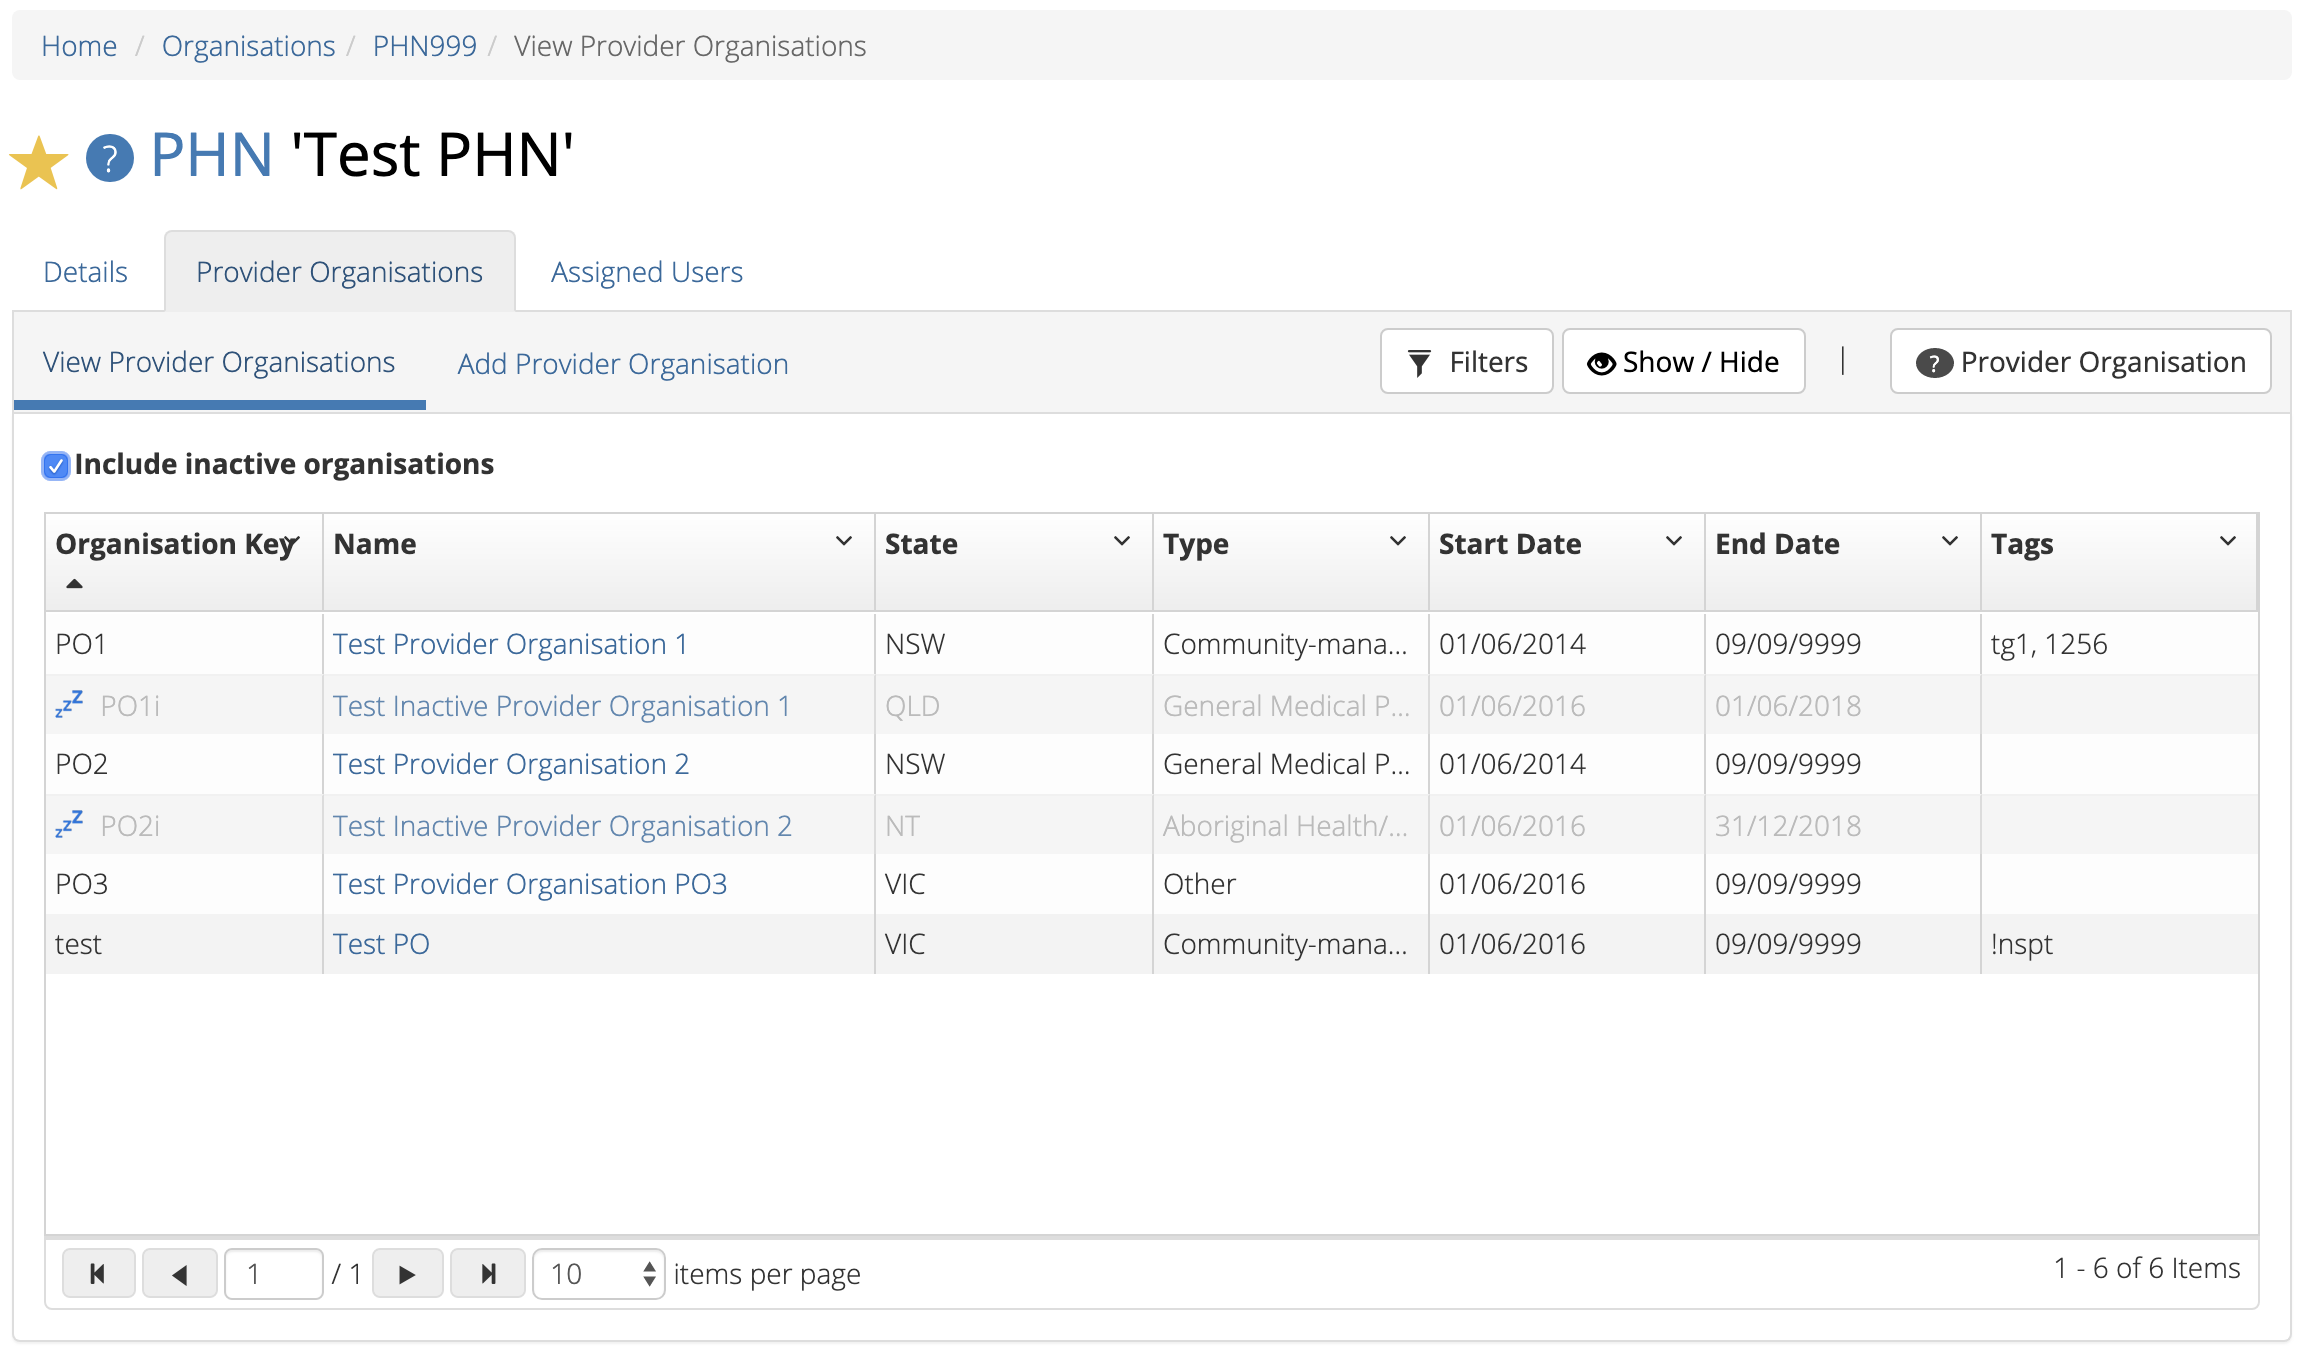 Home / Organisations / PHN999 / View Provider Organisations
? PHN 'Test PHN'
Details Provider Organisations Assigned Users
View Provider Organisations Add Provider Organisation Filters Show / Hide | ? Provider Organisation
Include inactive organisations
Organisation Key Name State Type Start Date End Date Tags
PO1 Test Provider Organisation 1 NSW Community-mana... 01/06/2014 09/09/9999 tg1, 1256
zzZ PO1i Test Inactive Provider Organisation 1 QLD General Medical P... 01/06/2016 01/06/2018
PO2 Test Provider Organisation 2 NSW General Medical P... 01/06/2014 09/09/9999
zzZ PO2i Test Inactive Provider Organisation 2 NT Aboriginal Health/... 01/06/2016 31/12/2018
PO3 Test Provider Organisation PO3 VIC Other 01/06/2016 09/09/9999
test Test PO VIC Community-mana... 01/06/2016 09/09/9999 !nspt
1 / 1 10 items per page 1 - 6 of 6 Items